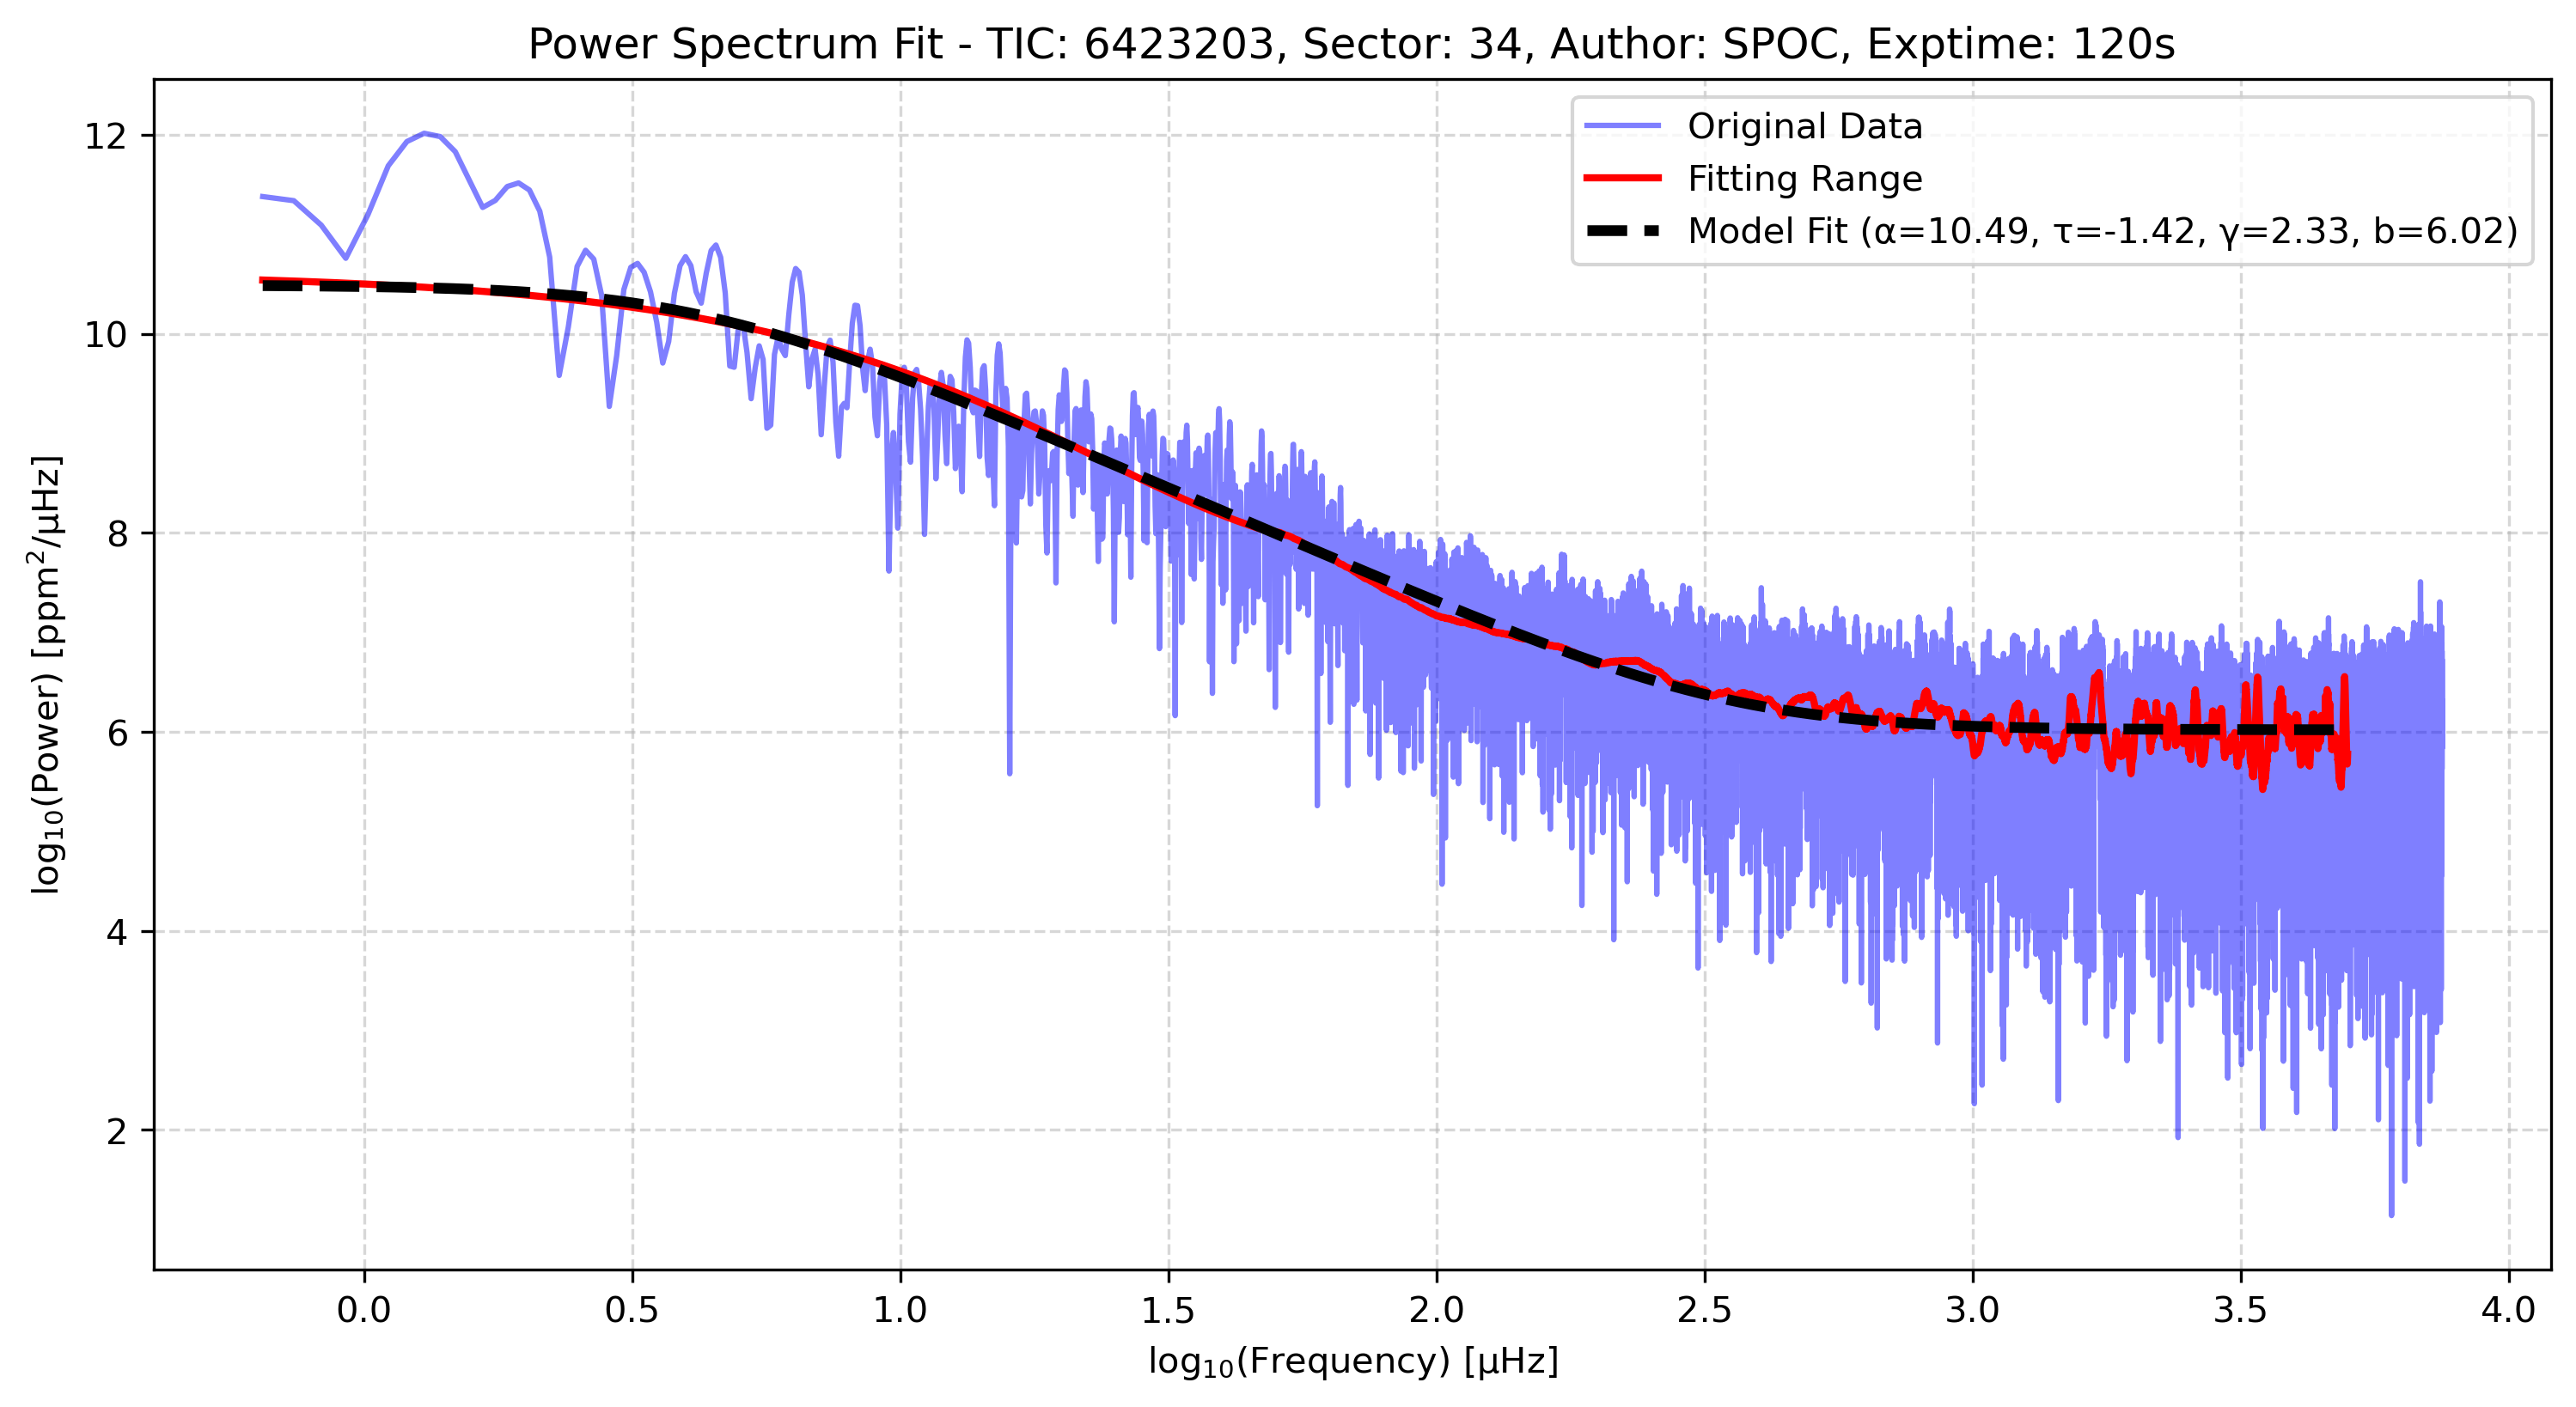 Power Spectrum Fit - TIC: 6423203, Sector: 34, Author: SPOC, Exptime: 120s
Original Data
Fitting Range
Model Fit (α=10.49, τ=-1.42, γ=2.33, b=6.02)
log₁₀(Power) [ppm²/μHz]
12
10
8
6
4
2
0.0 0.5 1.0 1.5 2.0 2.5 3.0 3.5 4.0
log₁₀(Frequency) [μHz]